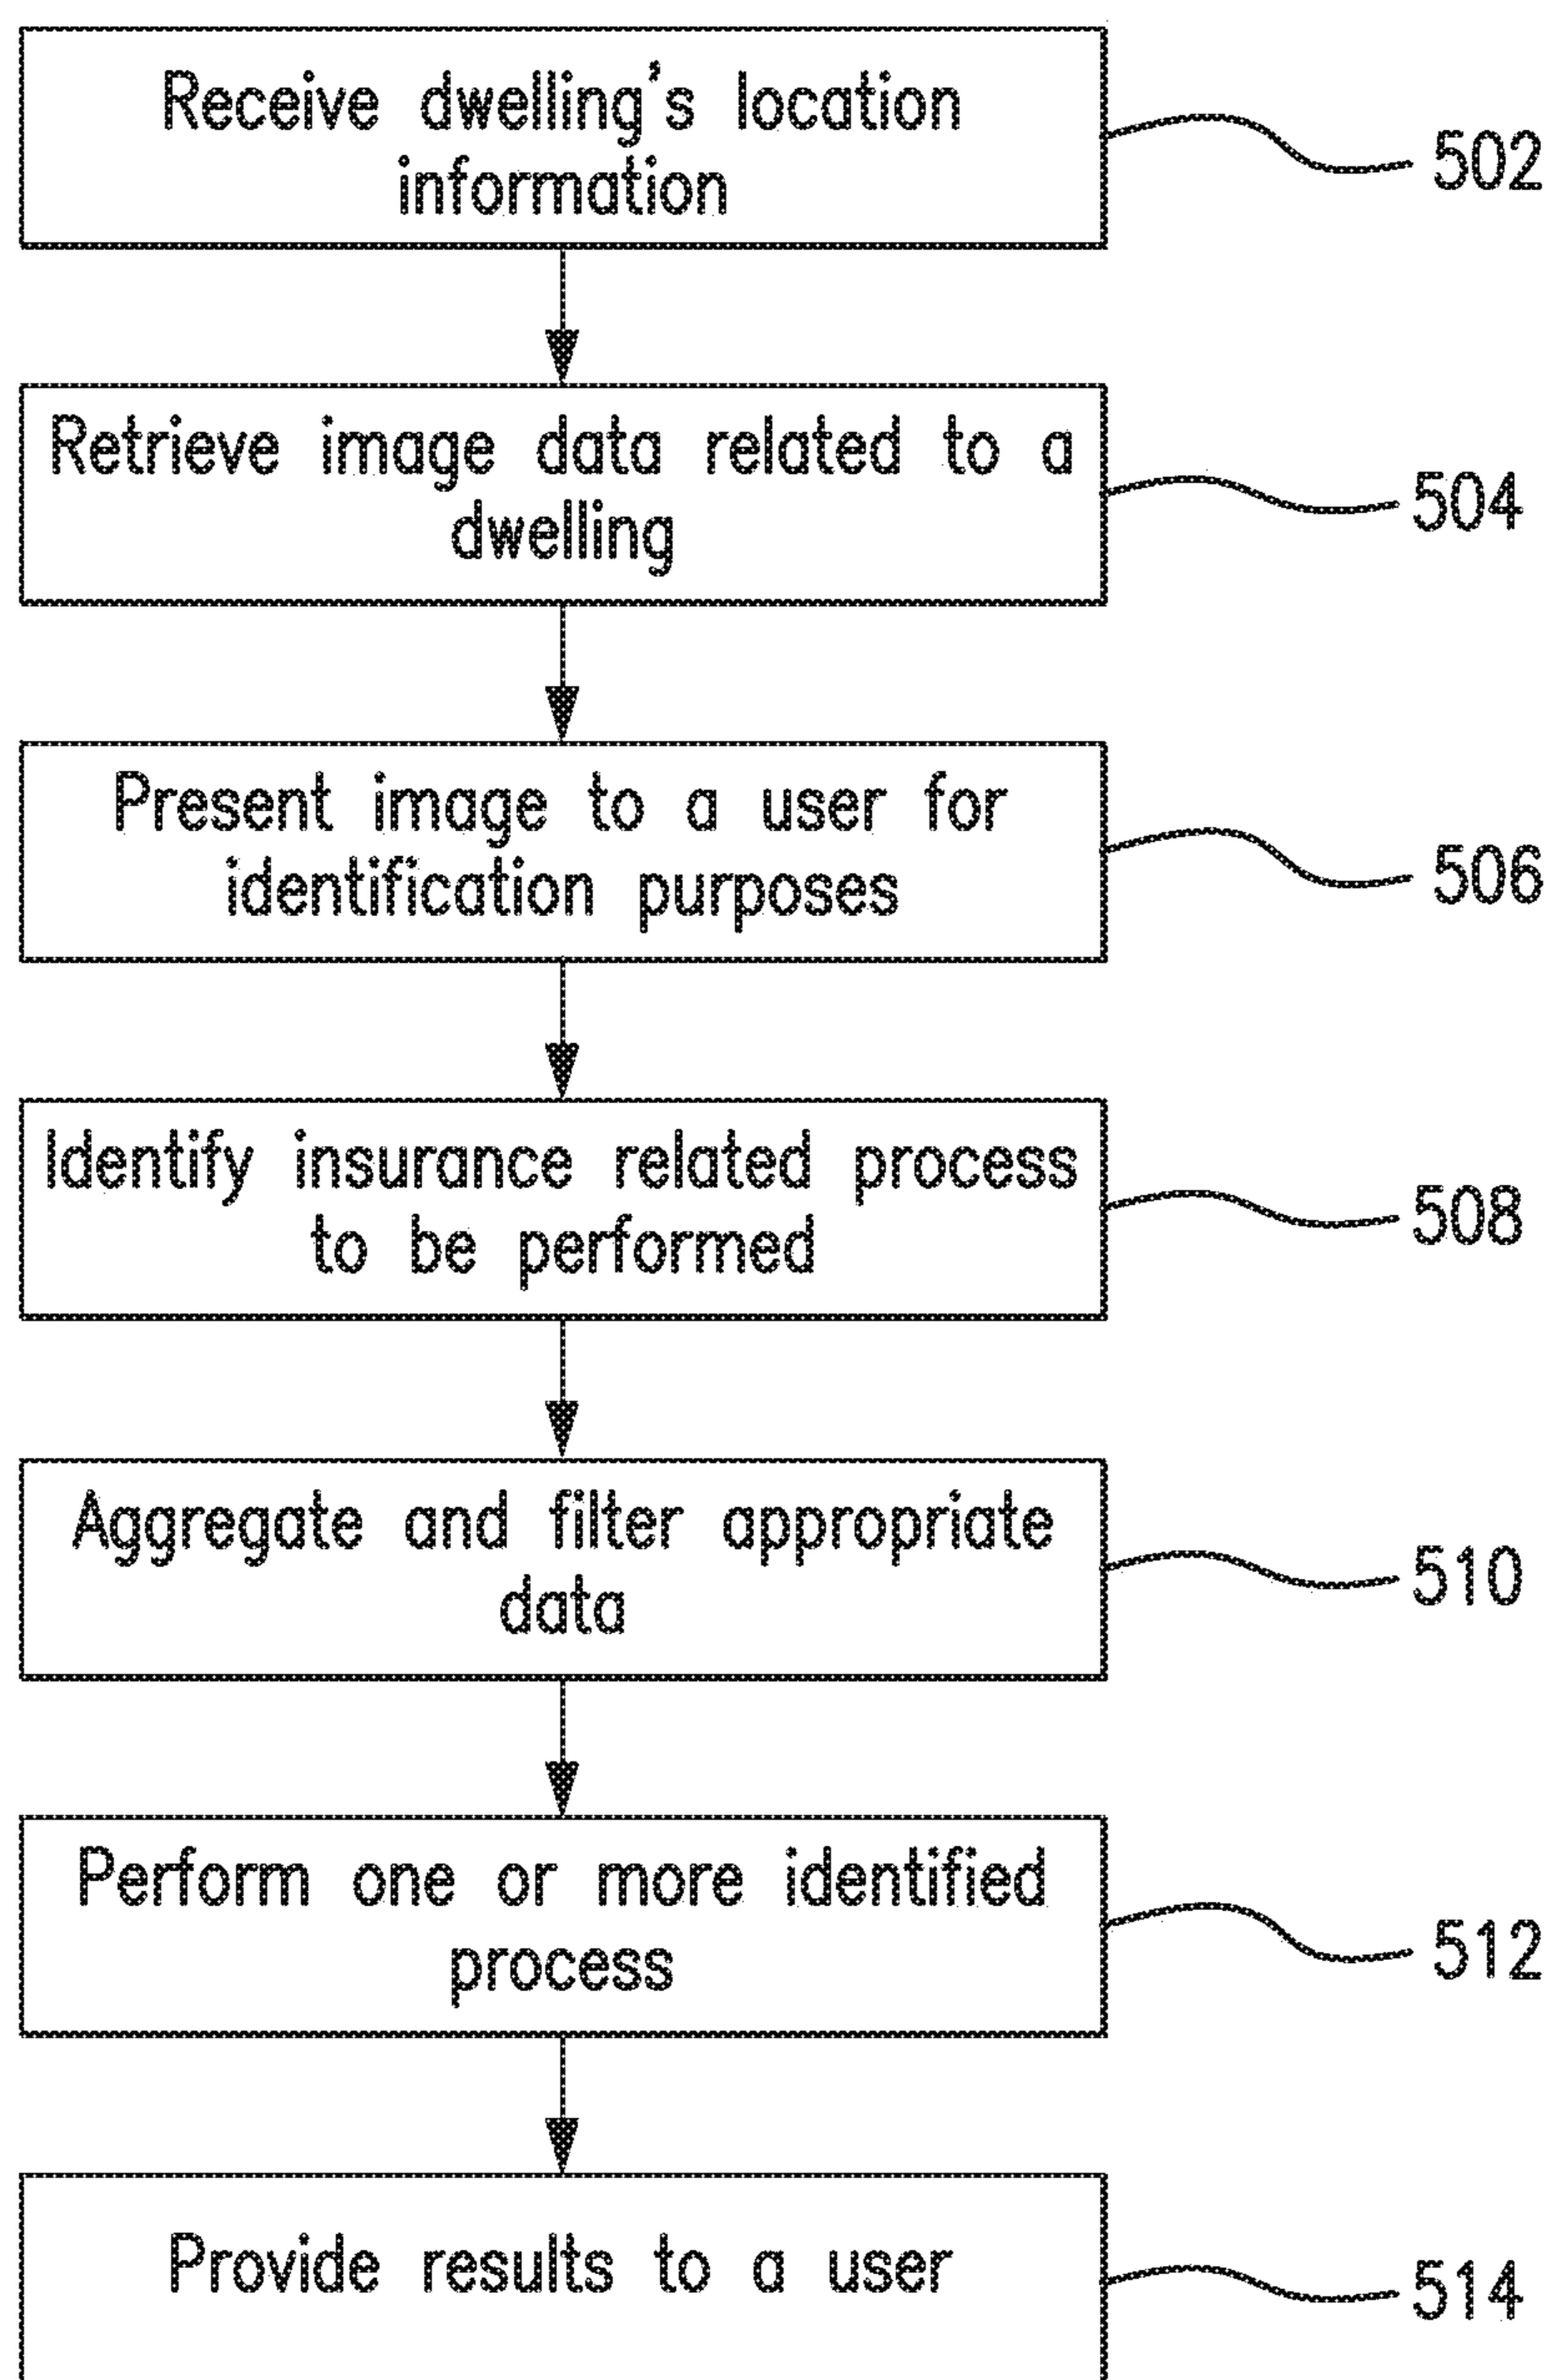 Receive dwelling's location
information
502
Retrieve image data related to a
dwelling
504
Present image to a user for
identification purposes
506
Identify insurance related process
to be performed
508
Aggregate and filter appropriate
data
510
Perform one or more identified
process
512
Provide results to a user
514